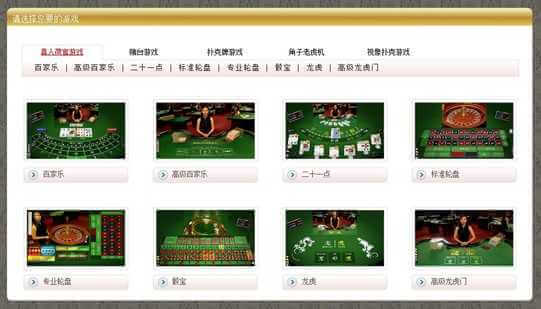 请选择您要的游戏
真人荷官游戏 赌台游戏 扑克牌游戏 角子老虎机 视像扑克游戏
百家乐 | 高级百家乐 | 二十一点 | 标准轮盘 | 专业轮盘 | 骰宝 | 龙虎 | 高级龙虎门
百家乐 高级百家乐 二十一点 标准轮盘
专业轮盘 骰宝 龙虎 高级龙虎门